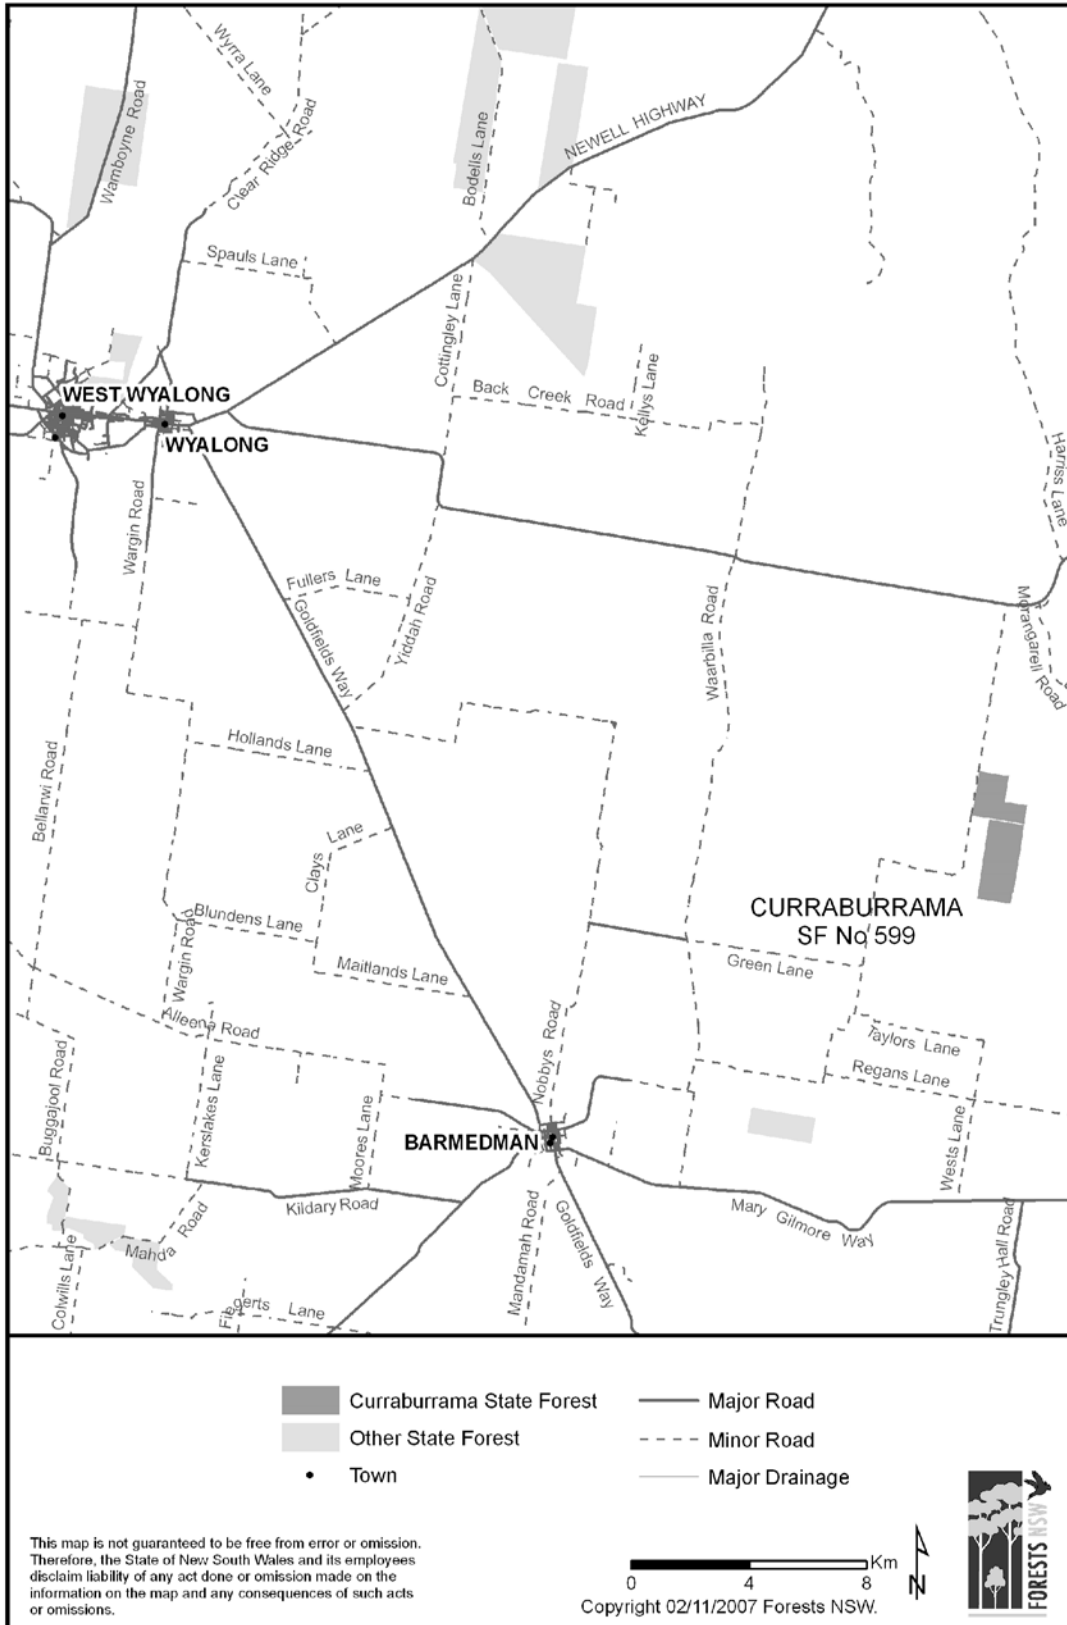 Wyrra Lane
Wamboyne Road
Clear Ridge Road
Bodells Lane
NEWELL HIGHWAY
Spauls Lane
Cottingley Lane
Back Creek Road
Kellys Lane
WEST WYALONG
WYALONG
Harriss Lane
Wargin Road
Fullers Lane
Goldfields Way
Yiddah Road
Waarbilla Road
Morangarell Road
Hollands Lane
Bellarwi Road
Clays Lane
Blundens Lane
Wargin Road
Maitlands Lane
CURRABURRAMA
SF No 599
Green Lane
Alleena Road
Nobbys Road
Taylors Lane
Regans Lane
Buggajool Road
Kerslakes Lane
Moores Lane
BARMEDMAN
Wests Lane
Kildary Road
Mary Gilmore Way
Mahda Road
Mandamah Road
Goldfields Way
Trungley Hall Road
Colwills Lane
Fiegerts Lane
Curraburrama State Forest
Other State Forest
Town
Major Road
Minor Road
Major Drainage
This map is not guaranteed to be free from error or omission.
Therefore, the State of New South Wales and its employees
disclaim liability of any act done or omission made on the
information on the map and any consequences of such acts
or omissions.
0 4 8 Km
N
Copyright 02/11/2007 Forests NSW.
FORESTS NSW